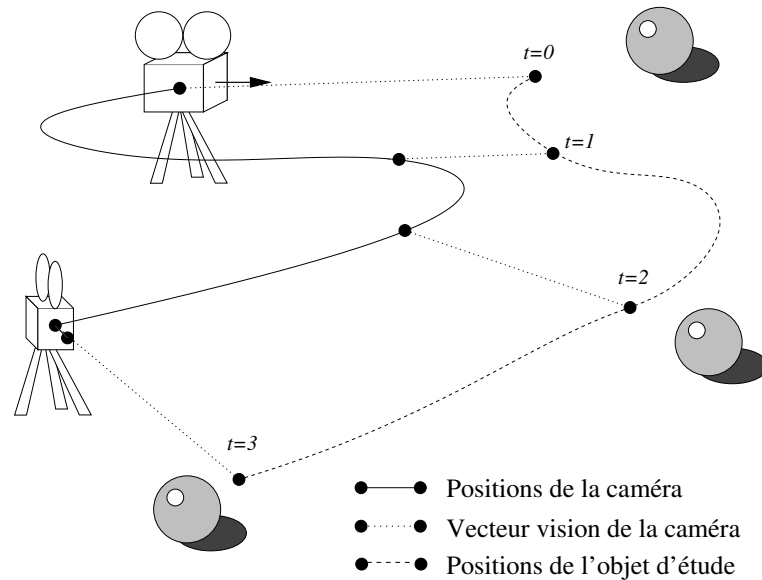 t=0
t=1
t=2
t=3
Positions de la caméra
Vecteur vision de la caméra
Positions de l'objet d'étude